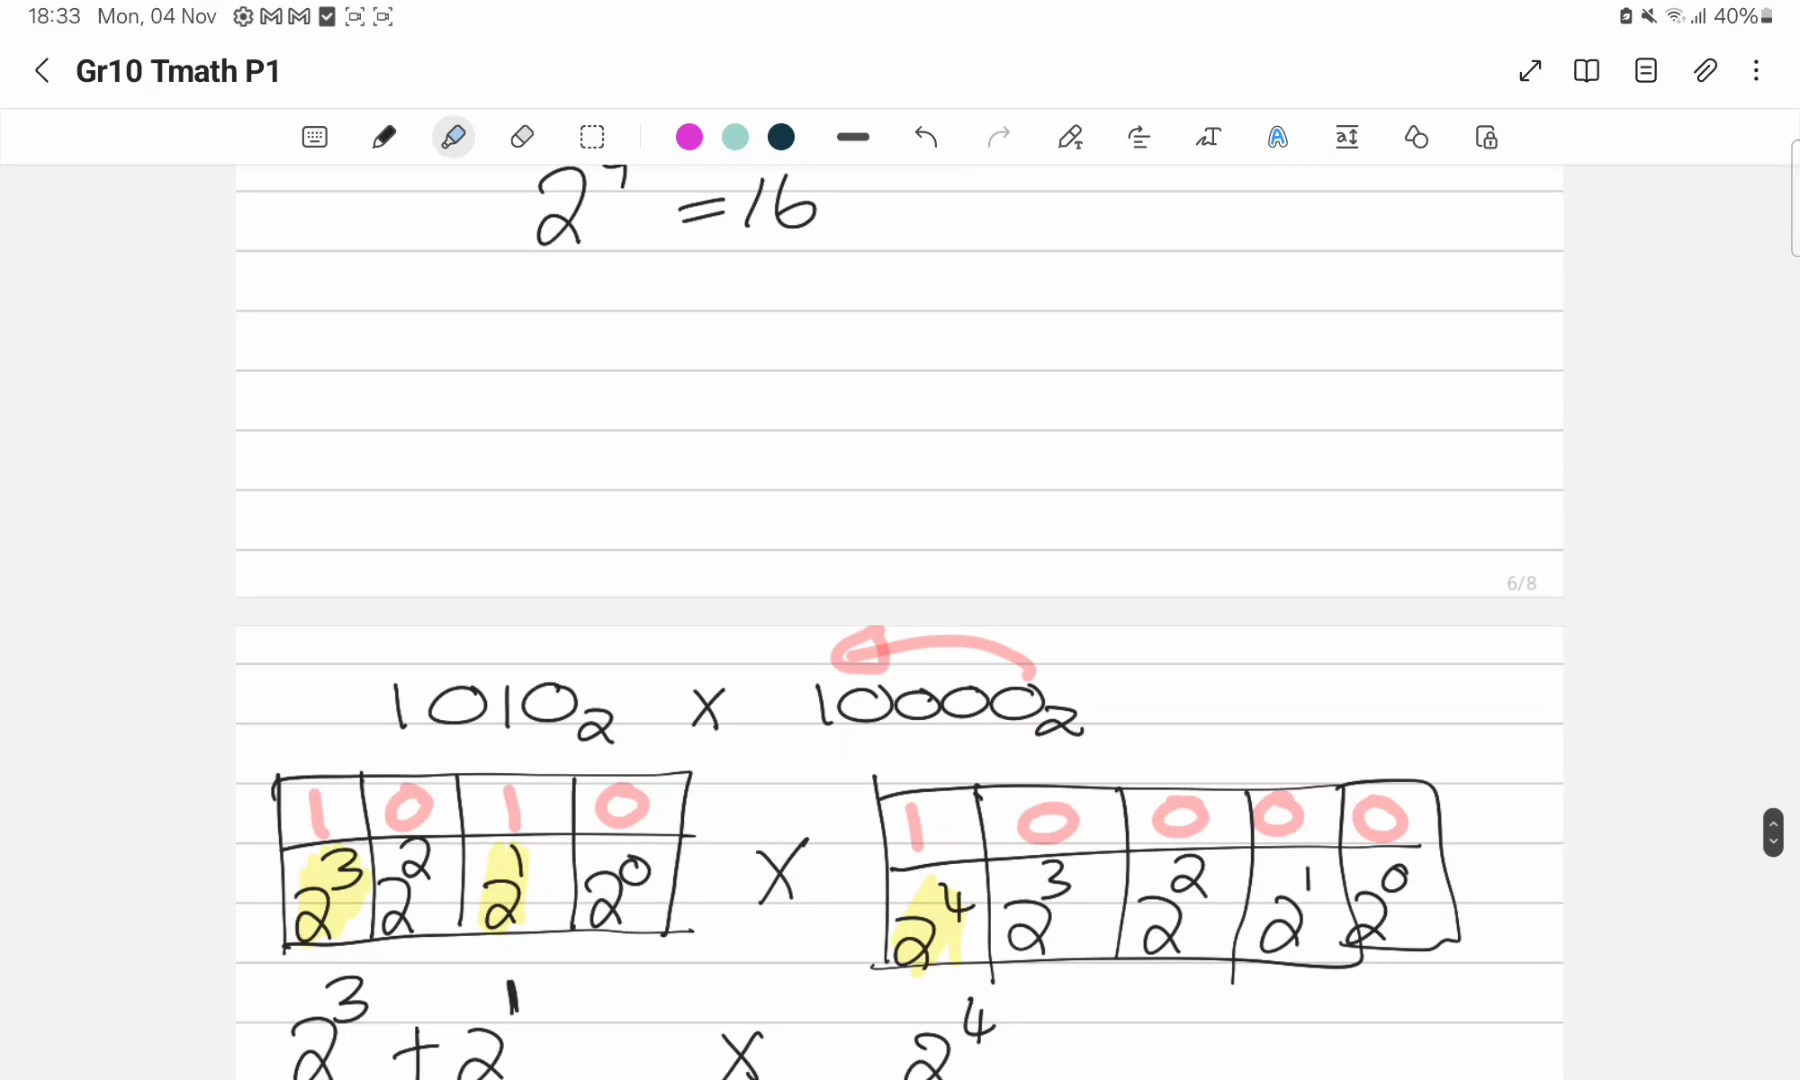 18:33 Mon, 04 Nov 40%
Gr10 Tmath P1
2⁴ = 16
6/8
1010₂ x 10000₂
1 0 1 0 1 0 0 0 0
2³ 2² 2¹ 2⁰ x 2⁴ 2³ 2² 2¹ 2⁰
2³ + 2¹ x 2⁴